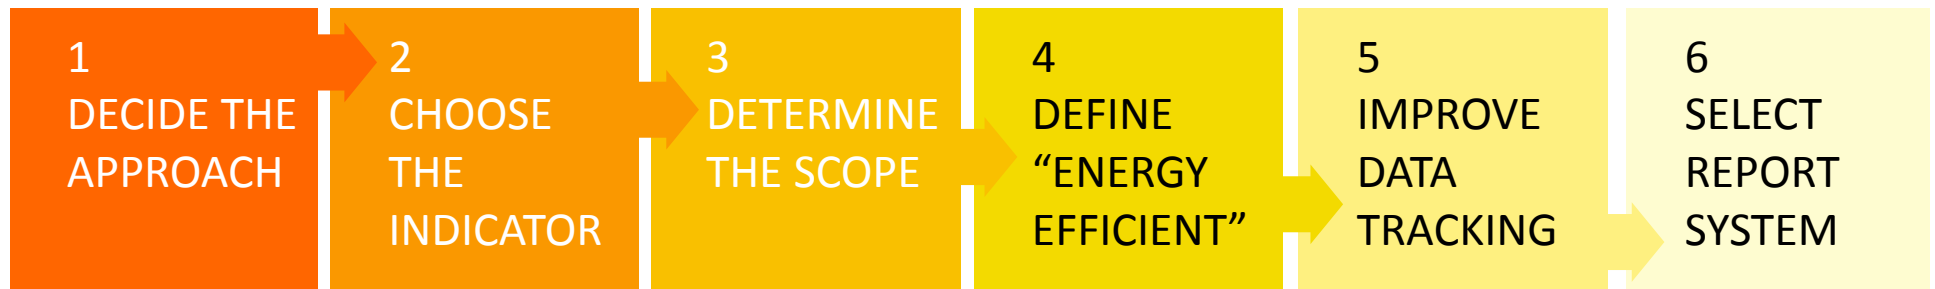 1
DECIDE THE
APPROACH
2
CHOOSE
THE
INDICATOR
3
DETERMINE
THE SCOPE
4
DEFINE
“ENERGY
EFFICIENT”
5
IMPROVE
DATA
TRACKING
6
SELECT
REPORT
SYSTEM